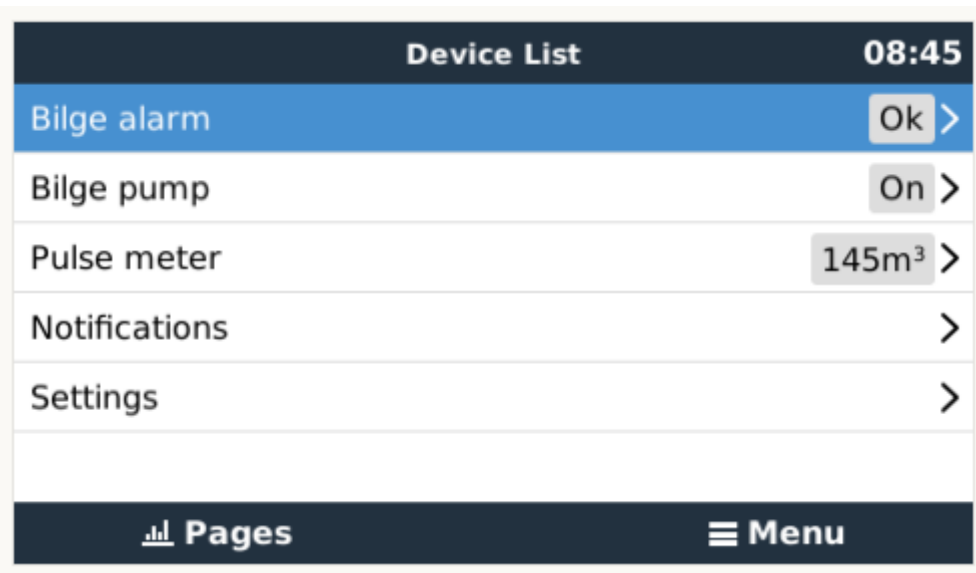 Device List 08:45
Bilge alarm Ok
Bilge pump On
Pulse meter 145m³
Notifications
Settings
Pages Menu